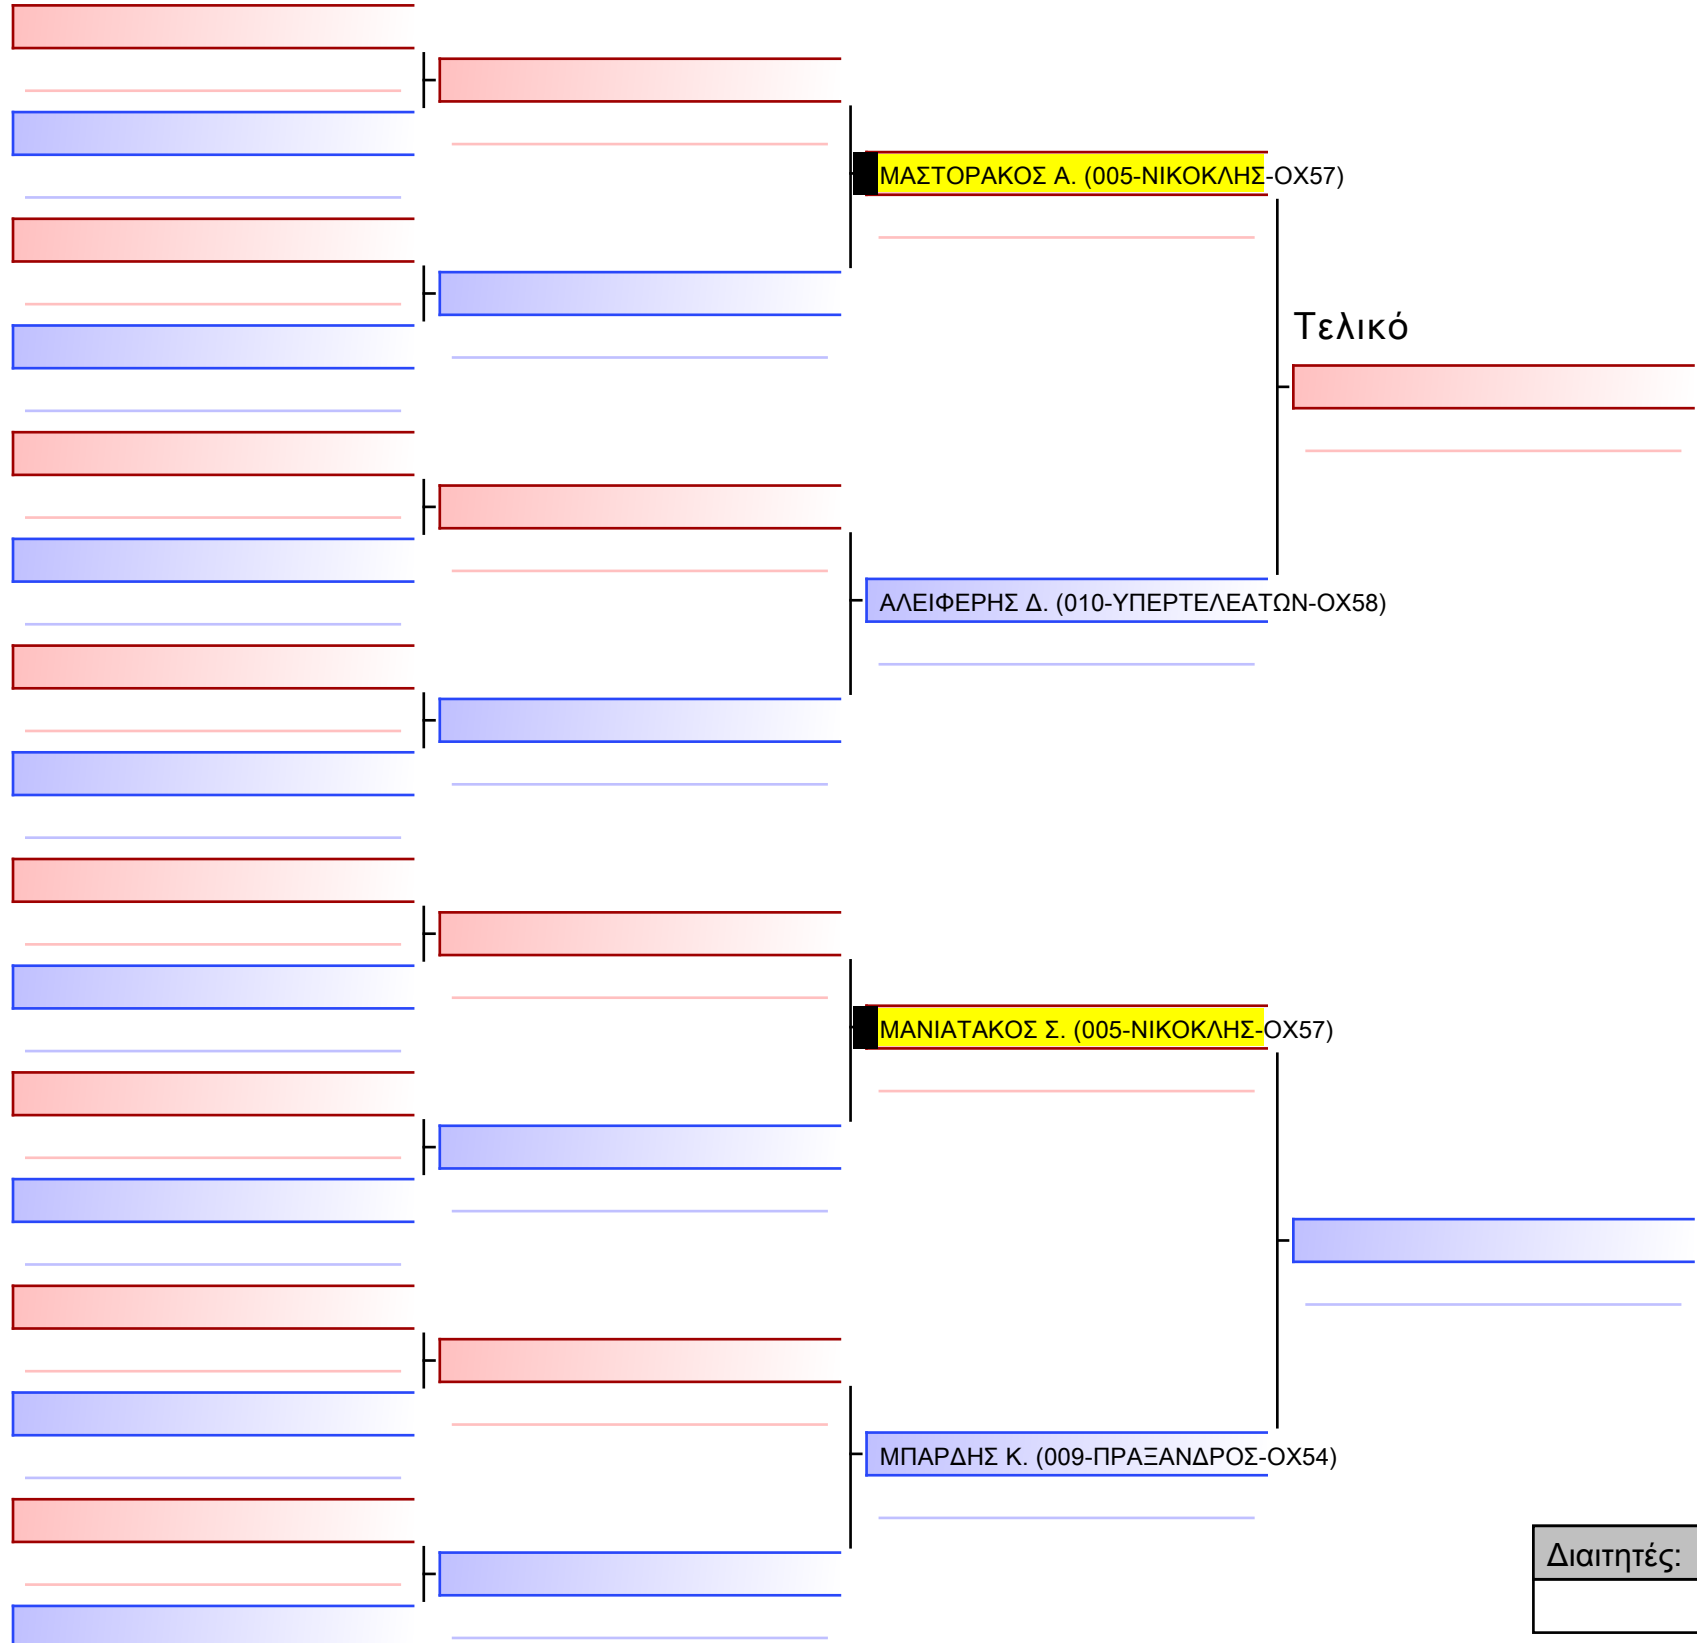 ΜΑΣΤΟΡΑΚΟΣ Α. (005-ΝΙΚΟΚΛΗΣ-ΟΧ57)
Τελικό
ΑΛΕΙΦΕΡΗΣ Δ. (010-ΥΠΕΡΤΕΛΕΑΤΩΝ-ΟΧ58)
ΜΑΝΙΑΤΑΚΟΣ Σ. (005-ΝΙΚΟΚΛΗΣ-ΟΧ57)
ΜΠΑΡΔΗΣ Κ. (009-ΠΡΑΞΑΝΔΡΟΣ-ΟΧ54)
Διαιτητές: